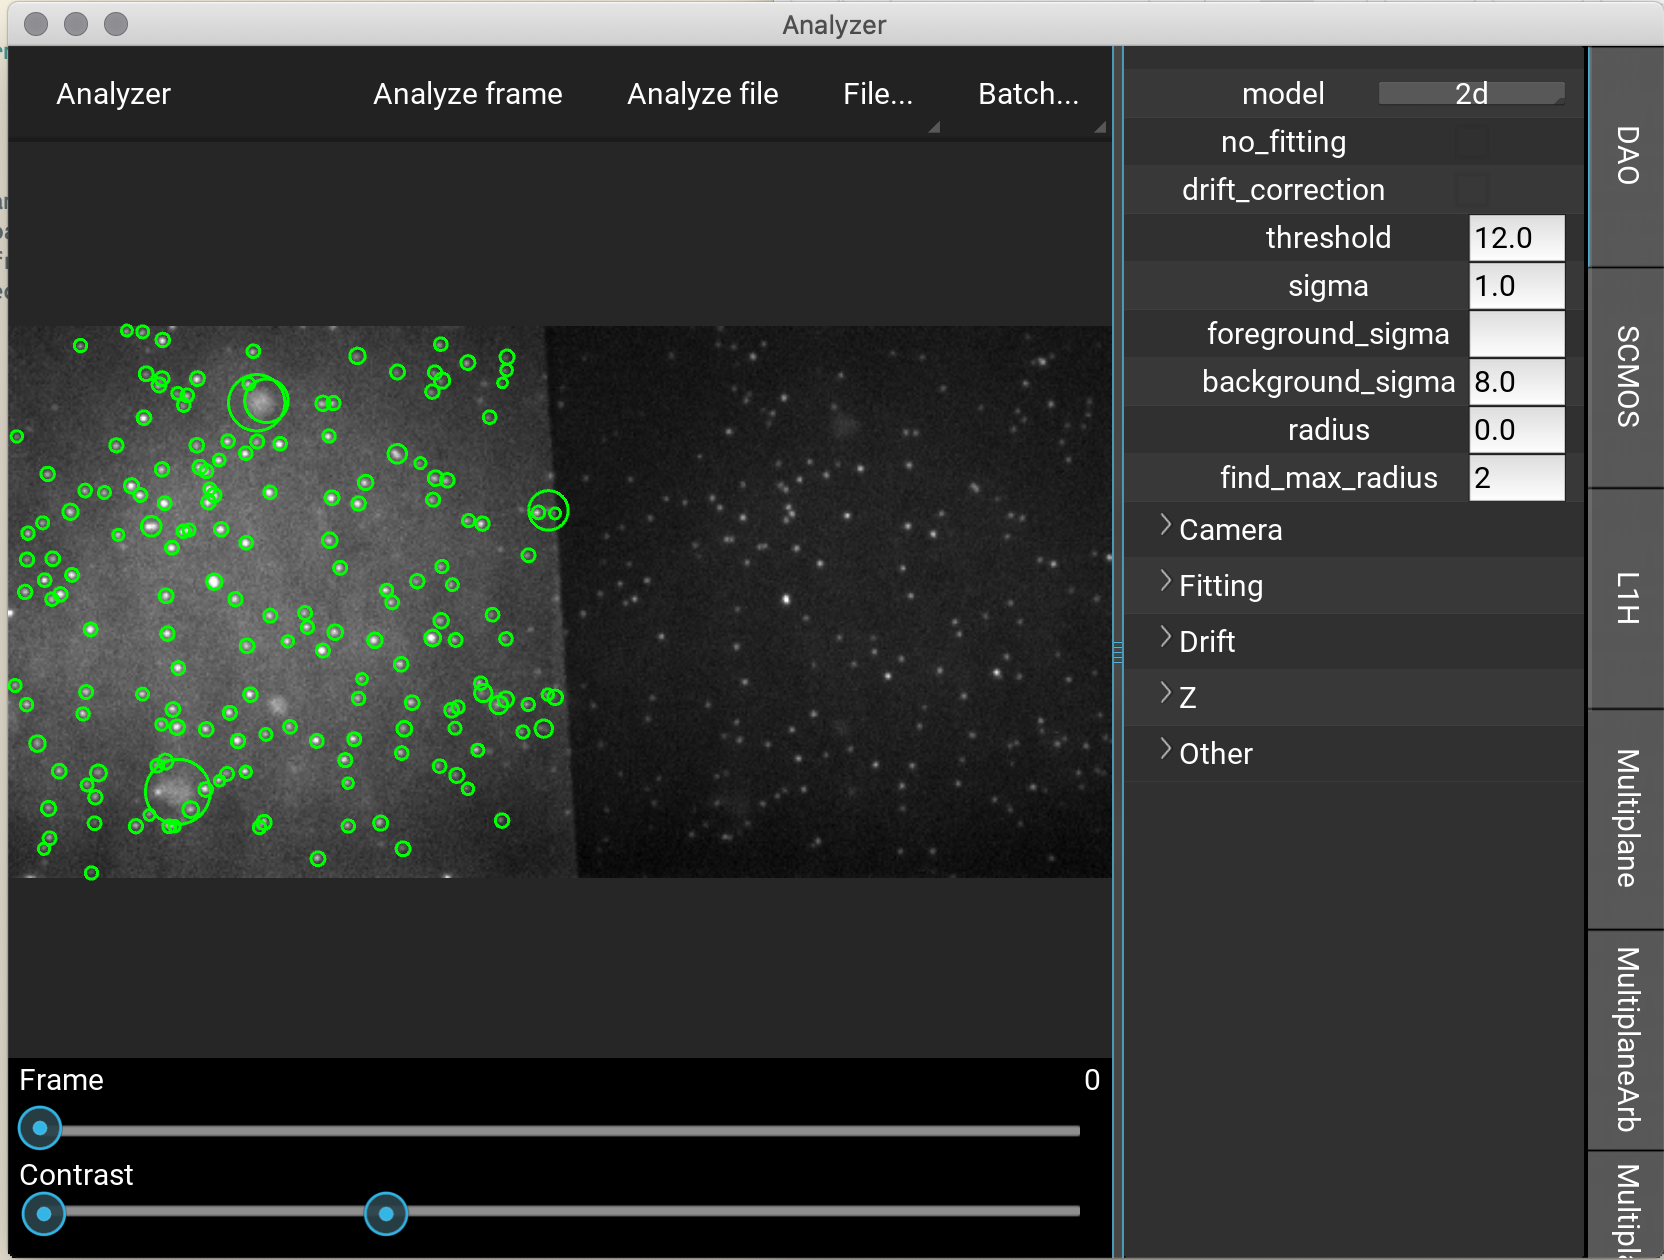 Analyzer
Analyzer
Analyze frame
Analyze file
File...
Batch...
model
2d
no_fitting
drift_correction
threshold
12.0
sigma
1.0
foreground_sigma
background_sigma
8.0
radius
0.0
find_max_radius
2
Camera
Fitting
Drift
Z
Other
DAO
SCMOS
L1H
Multiplane
MultiplaneArb
Frame
0
Contrast